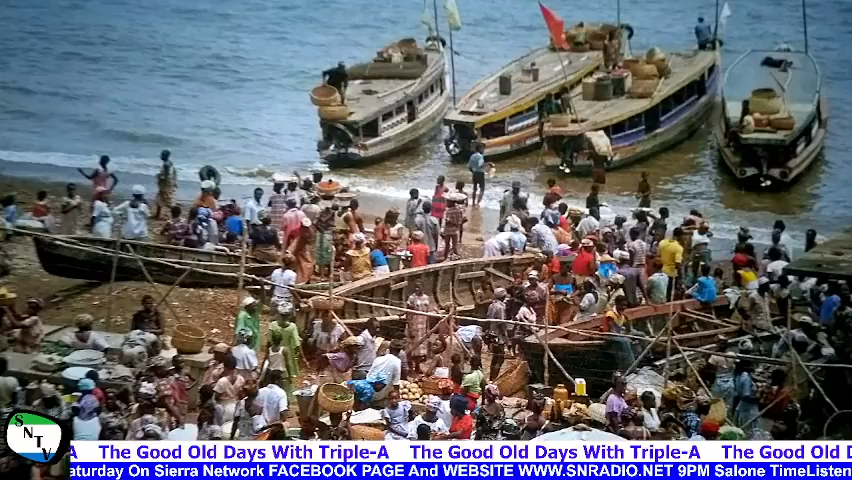 SNTV
A The Good Old Days With Triple-A The Good Old Days With Triple-A The Good Old D
aturday On Sierra Network FACEBOOK PAGE And WEBSITE WWW.SNRADIO.NET 9PM Salone TimeListen